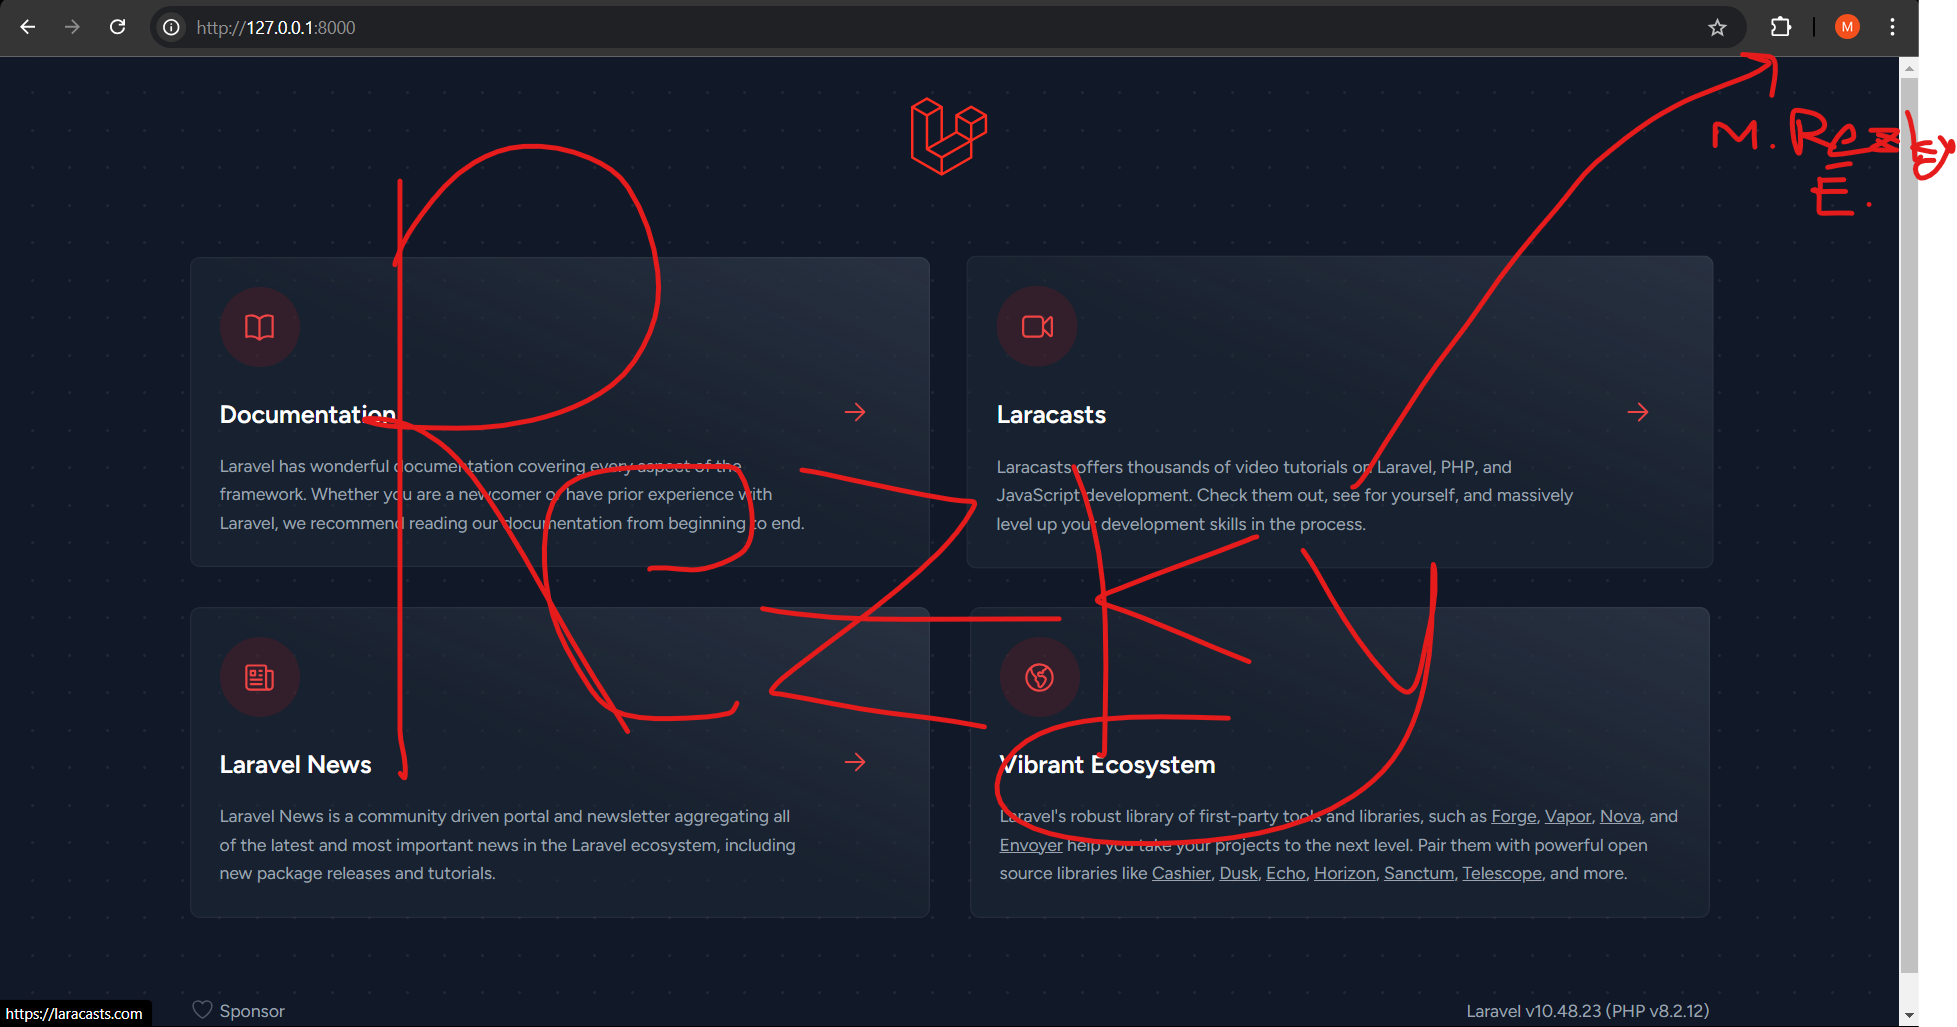 http://127.0.0.1:8000
M
M. Rezky
E.
Rezky
Documentation
Laravel has wonderful documentation covering every aspect of the
framework. Whether you are a newcomer or have prior experience with
Laravel, we recommend reading our documentation from beginning to end.
Laracasts
Laracasts offers thousands of video tutorials on Laravel, PHP, and
JavaScript development. Check them out, see for yourself, and massively
level up your development skills in the process.
Laravel News
Laravel News is a community driven portal and newsletter aggregating all
of the latest and most important news in the Laravel ecosystem, including
new package releases and tutorials.
Vibrant Ecosystem
Laravel's robust library of first-party tools and libraries, such as Forge, Vapor, Nova, and
Envoyer help you take your projects to the next level. Pair them with powerful open
source libraries like Cashier, Dusk, Echo, Horizon, Sanctum, Telescope, and more.
Sponsor
Laravel v10.48.23 (PHP v8.2.12)
https://laracasts.com